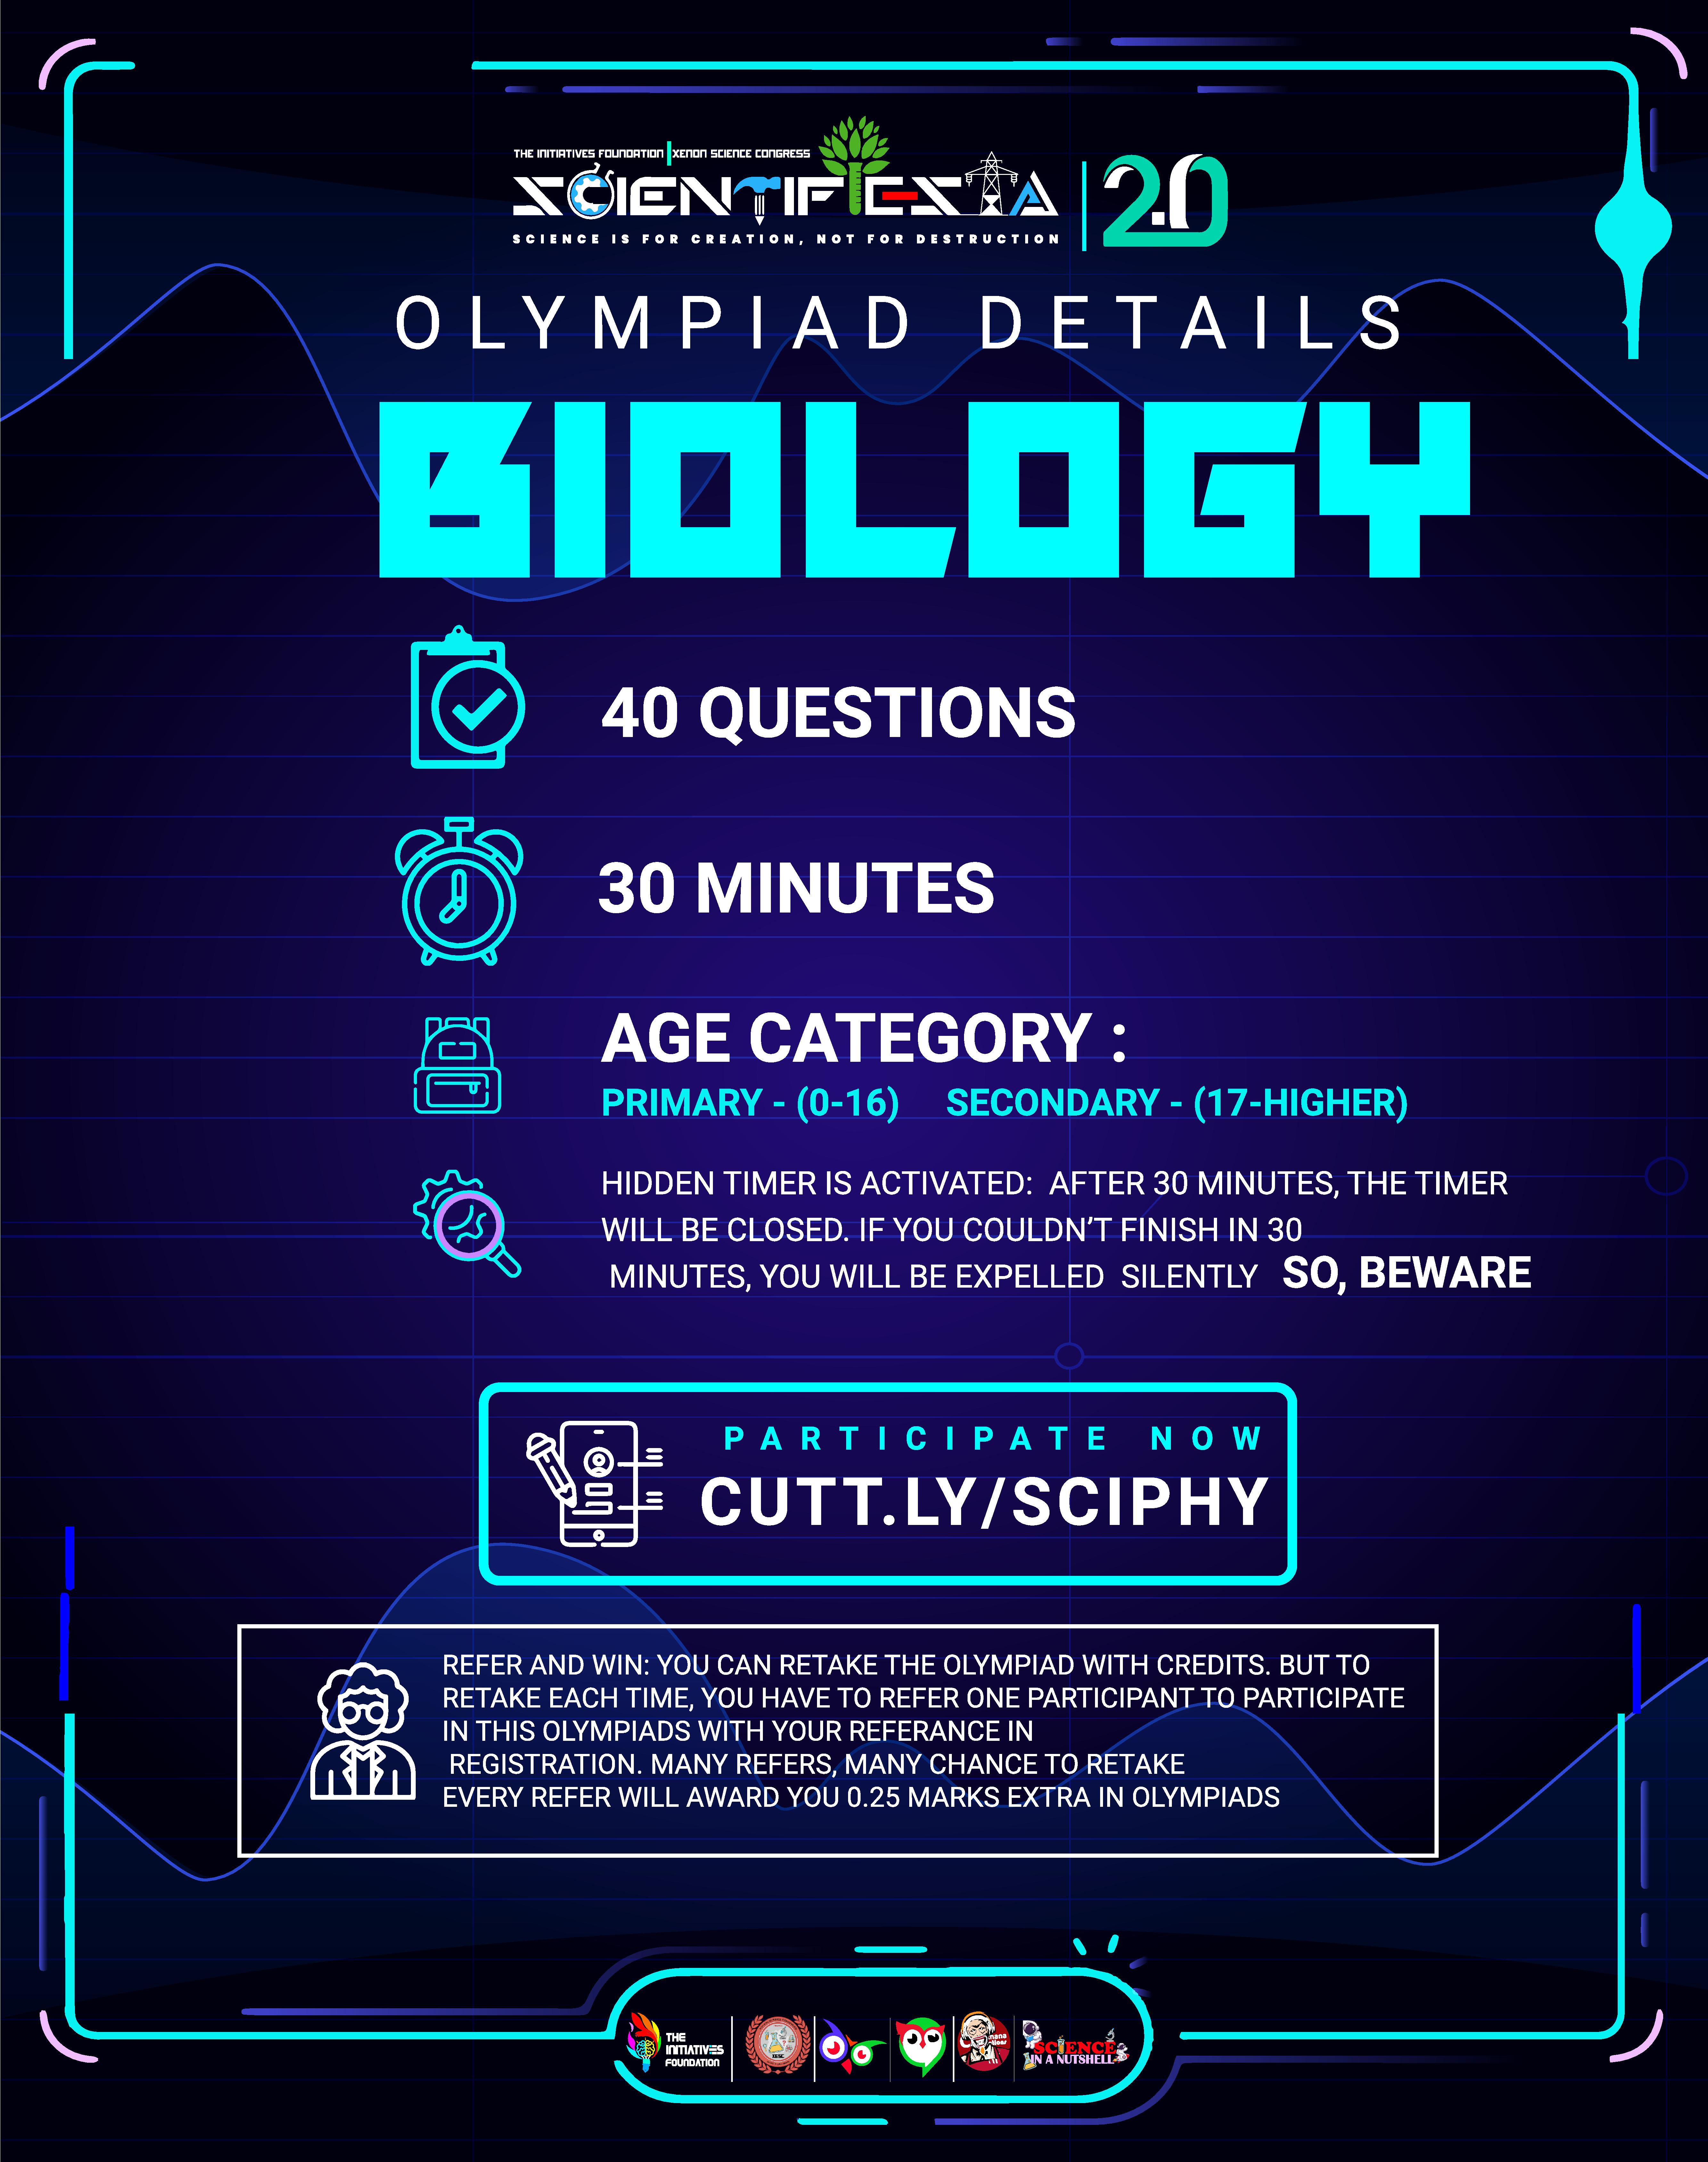 THE INITIATIVES FOUNDATION XENON SCIENCE CONGRESS
SCIENTIFIESTA 2.0
SCIENCE IS FOR CREATION, NOT FOR DESTRUCTION
OLYMPIAD DETAILS
BIOLOGY
40 QUESTIONS
30 MINUTES
AGE CATEGORY :
PRIMARY - (0-16) SECONDARY - (17-HIGHER)
HIDDEN TIMER IS ACTIVATED: AFTER 30 MINUTES, THE TIMER
WILL BE CLOSED. IF YOU COULDN'T FINISH IN 30
MINUTES, YOU WILL BE EXPELLED SILENTLY SO, BEWARE
PARTICIPATE NOW
CUTT.LY/SCIPHY
REFER AND WIN: YOU CAN RETAKE THE OLYMPIAD WITH CREDITS. BUT TO
RETAKE EACH TIME, YOU HAVE TO REFER ONE PARTICIPANT TO PARTICIPATE
IN THIS OLYMPIADS WITH YOUR REFERANCE IN
REGISTRATION. MANY REFERS, MANY CHANCE TO RETAKE
EVERY REFER WILL AWARD YOU 0.25 MARKS EXTRA IN OLYMPIADS
THE
INITIATIVES
FOUNDATION
SCIENCE
IN A NUTSHELL